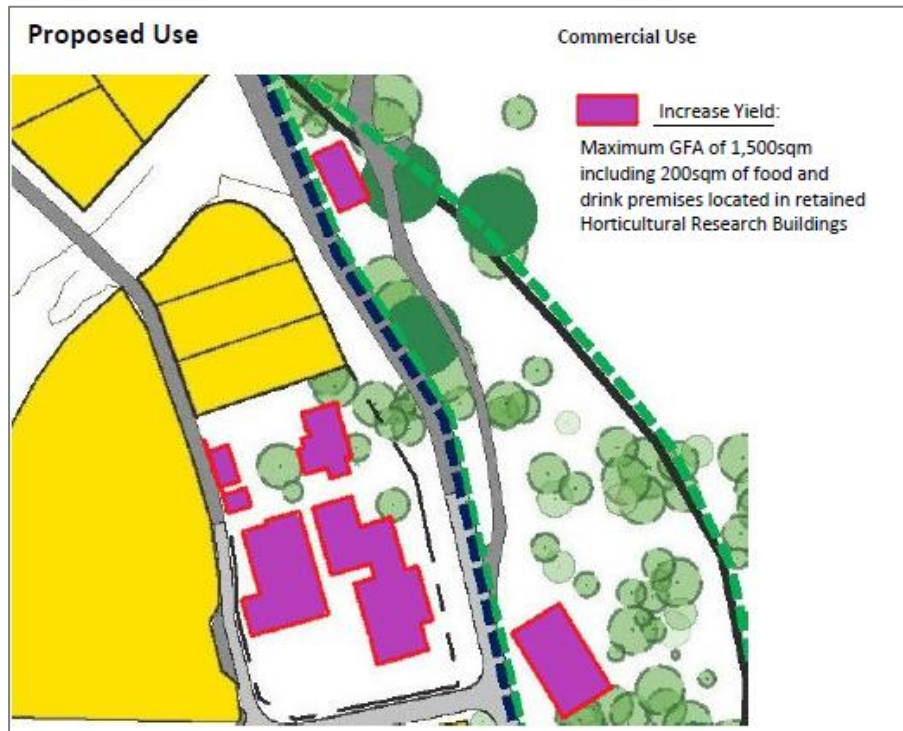 Proposed Use
Commercial Use
Increase Yield:
Maximum GFA of 1,500sqm
including 200sqm of food and
drink premises located in retained
Horticultural Research Buildings